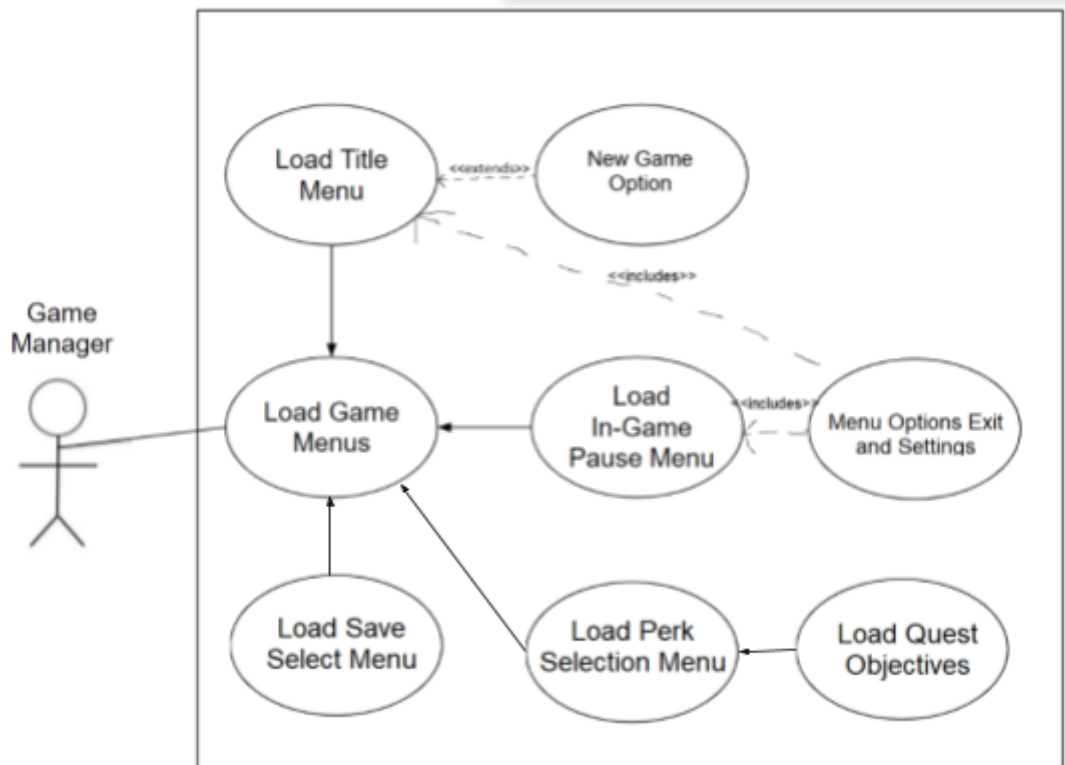 Load Title
Menu
<<extends>>
New Game
Option
<<includes>>
Game
Manager
Load Game
Menus
Load
In-Game
Pause Menu
<<includes>>
Menu Options Exit
and Settings
Load Save
Select Menu
Load Perk
Selection Menu
Load Quest
Objectives